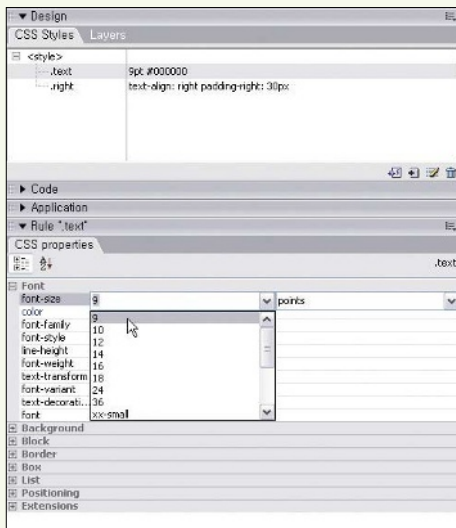 Design
CSS Styles Layers
<style>
.text 9pt #000000
.right text-align: right padding-right: 30px
Code
Application
Rule ".text"
CSS properties
.text
Font
font-size 9 points
color 9
font-family 10
font-style 12
line-height 14
font-weight 16
text-transform 18
font-variant 24
text-decorati... 36
font xx-small
Background
Block
Border
Box
List
Positioning
Extensions